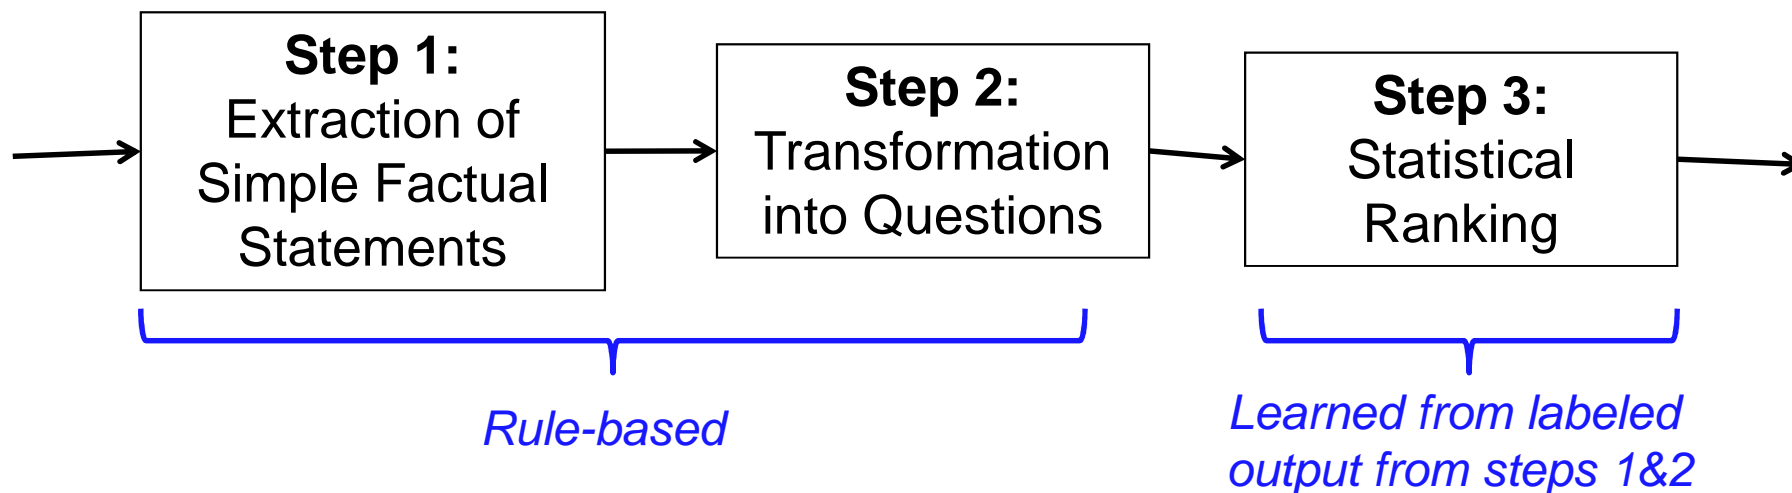 Step 1:
Extraction of
Simple Factual
Statements
Step 2:
Transformation
into Questions
Step 3:
Statistical
Ranking
Rule-based
Learned from labeled
output from steps 1&2